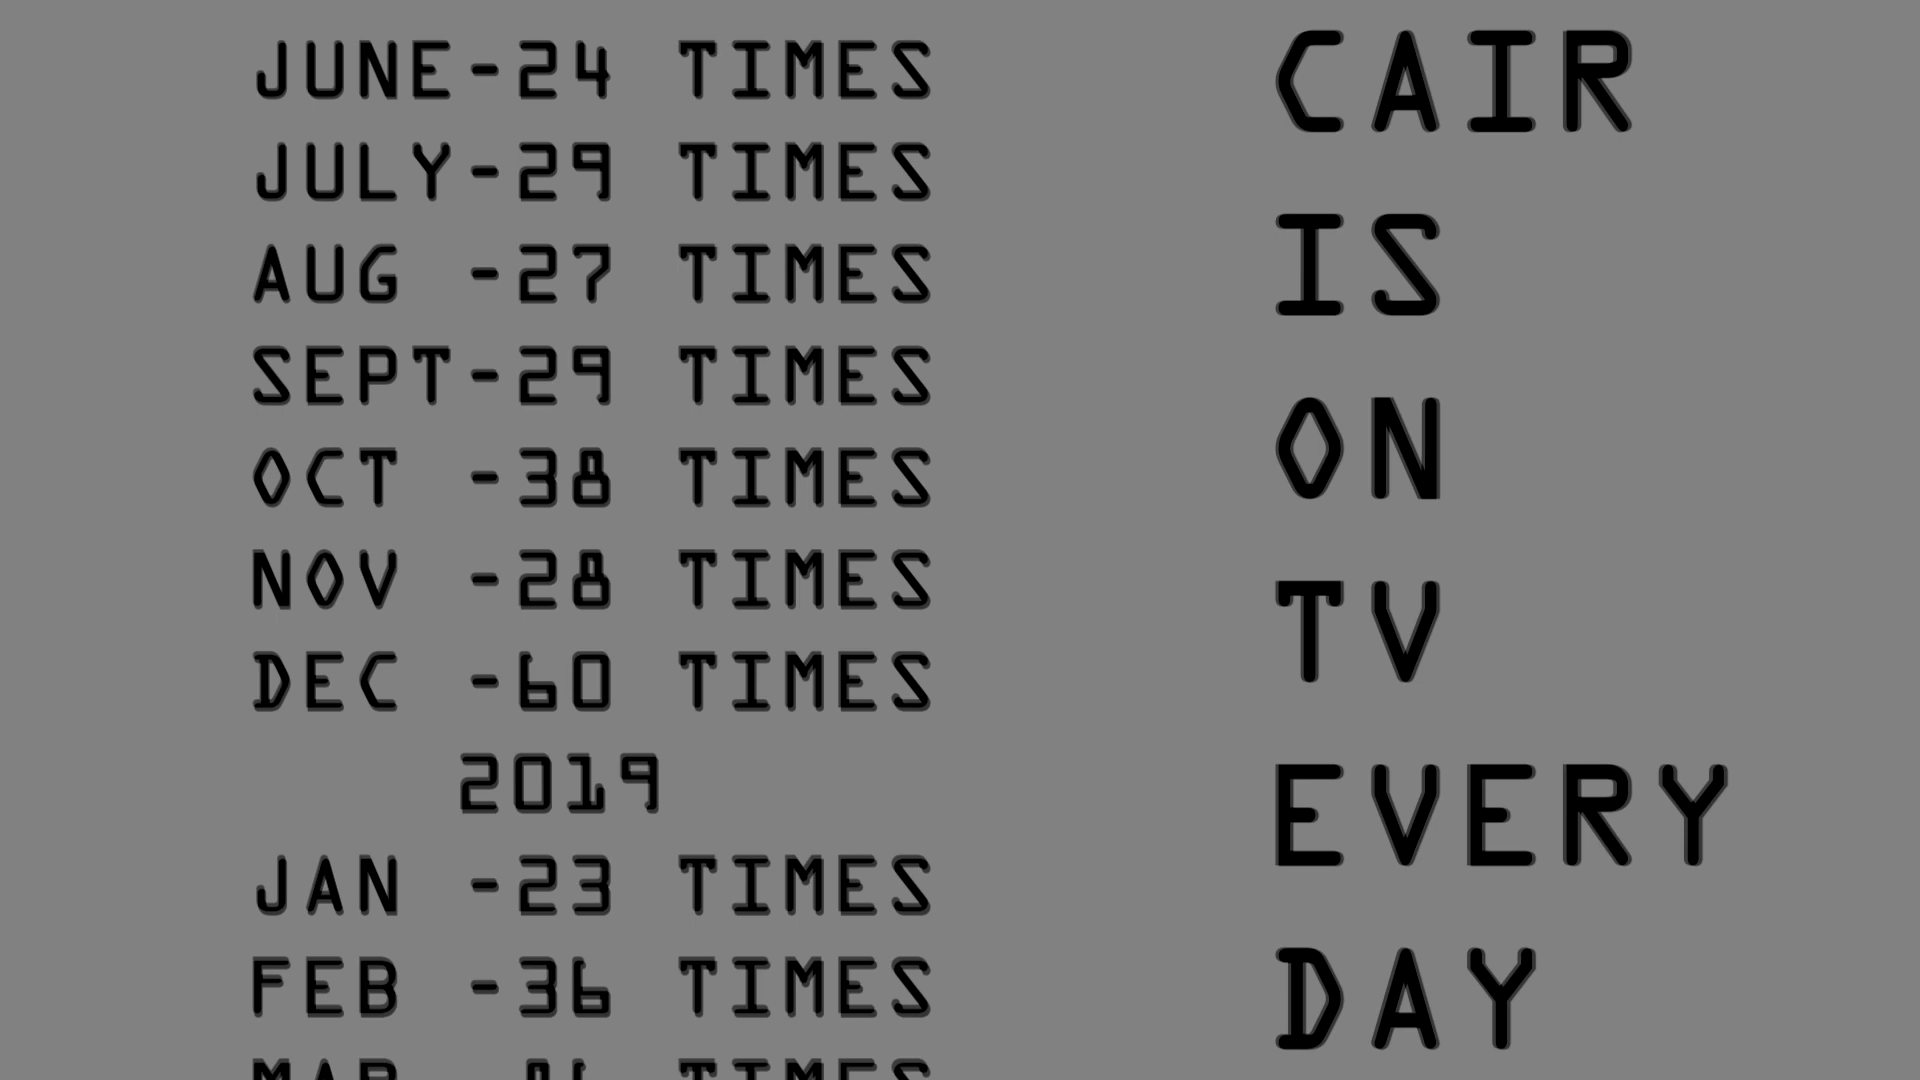 JUNE-24 TIMES
JULY-29 TIMES
AUG -27 TIMES
SEPT-29 TIMES
OCT -38 TIMES
NOV -28 TIMES
DEC -60 TIMES
2019
JAN -23 TIMES
FEB -36 TIMES
TIMES
CAIR
IS
ON
TV
EVERY
DAY